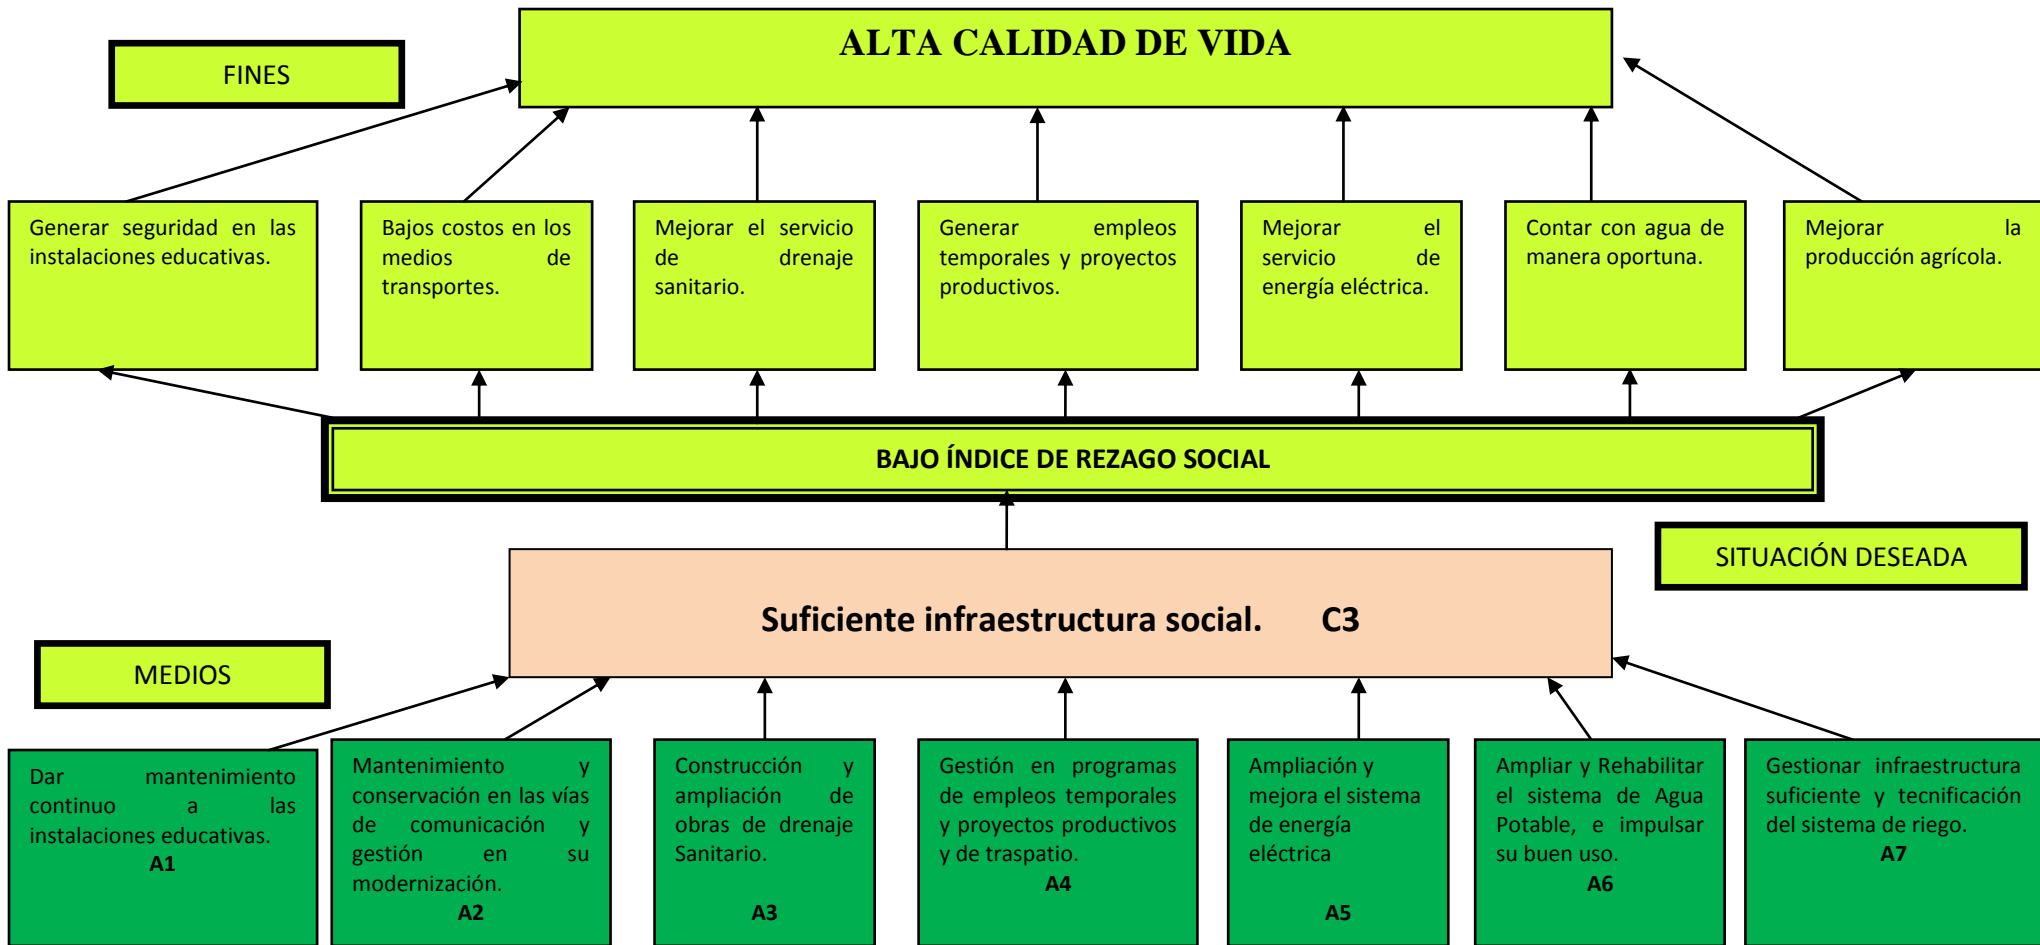 ALTA CALIDAD DE VIDA
FINES
Generar seguridad en las
instalaciones educativas.
Bajos costos en los
medios de
transportes.
Mejorar el servicio
de drenaje
sanitario.
Generar empleos
temporales y proyectos
productivos.
Mejorar el
servicio de
energía eléctrica.
Contar con agua de
manera oportuna.
Mejorar la
producción agrícola.
BAJO ÍNDICE DE REZAGO SOCIAL
SITUACIÓN DESEADA
Suficiente infraestructura social. C3
MEDIOS
Dar mantenimiento
continuo a las
instalaciones educativas.
A1
Mantenimiento y
conservación en las vías
de comunicación y
gestión en su
modernización.
A2
Construcción y
ampliación de
obras de drenaje
Sanitario.
A3
Gestión en programas
de empleos temporales
y proyectos productivos
y de traspatio.
A4
Ampliación y
mejora el sistema
de energía
eléctrica
A5
Ampliar y Rehabilitar
el sistema de Agua
Potable, e impulsar
su buen uso.
A6
Gestionar infraestructura
suficiente y tecnificación
del sistema de riego.
A7